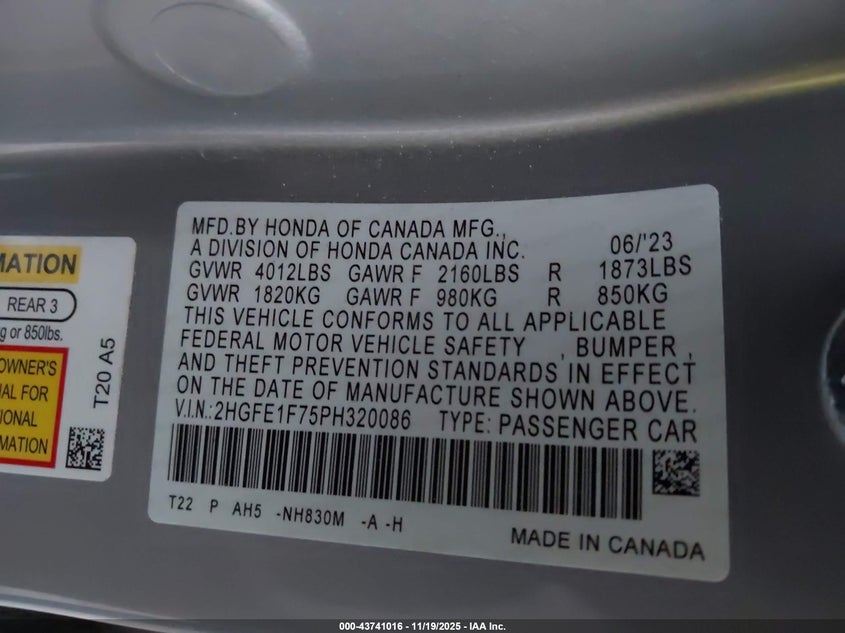 MATION
REAR 3
g or 850lbs.
OWNER'S
AL FOR
IONAL
MATION
T20 A5
MFD.BY HONDA OF CANADA MFG.,
A DIVISION OF HONDA CANADA INC. 06/'23
GVWR 4012LBS GAWR F 2160LBS R 1873LBS
GVWR 1820KG GAWR F 980KG R 850KG
THIS VEHICLE CONFORMS TO ALL APPLICABLE
FEDERAL MOTOR VEHICLE SAFETY , BUMPER ,
AND THEFT PREVENTION STANDARDS IN EFFECT
ON THE DATE OF MANUFACTURE SHOWN ABOVE.
V.I.N.:2HGFE1F75PH320086 TYPE: PASSENGER CAR
T22 P AH5 -NH830M -A -H
MADE IN CANADA
000-43741016 - 11/19/2025 - IAA Inc.